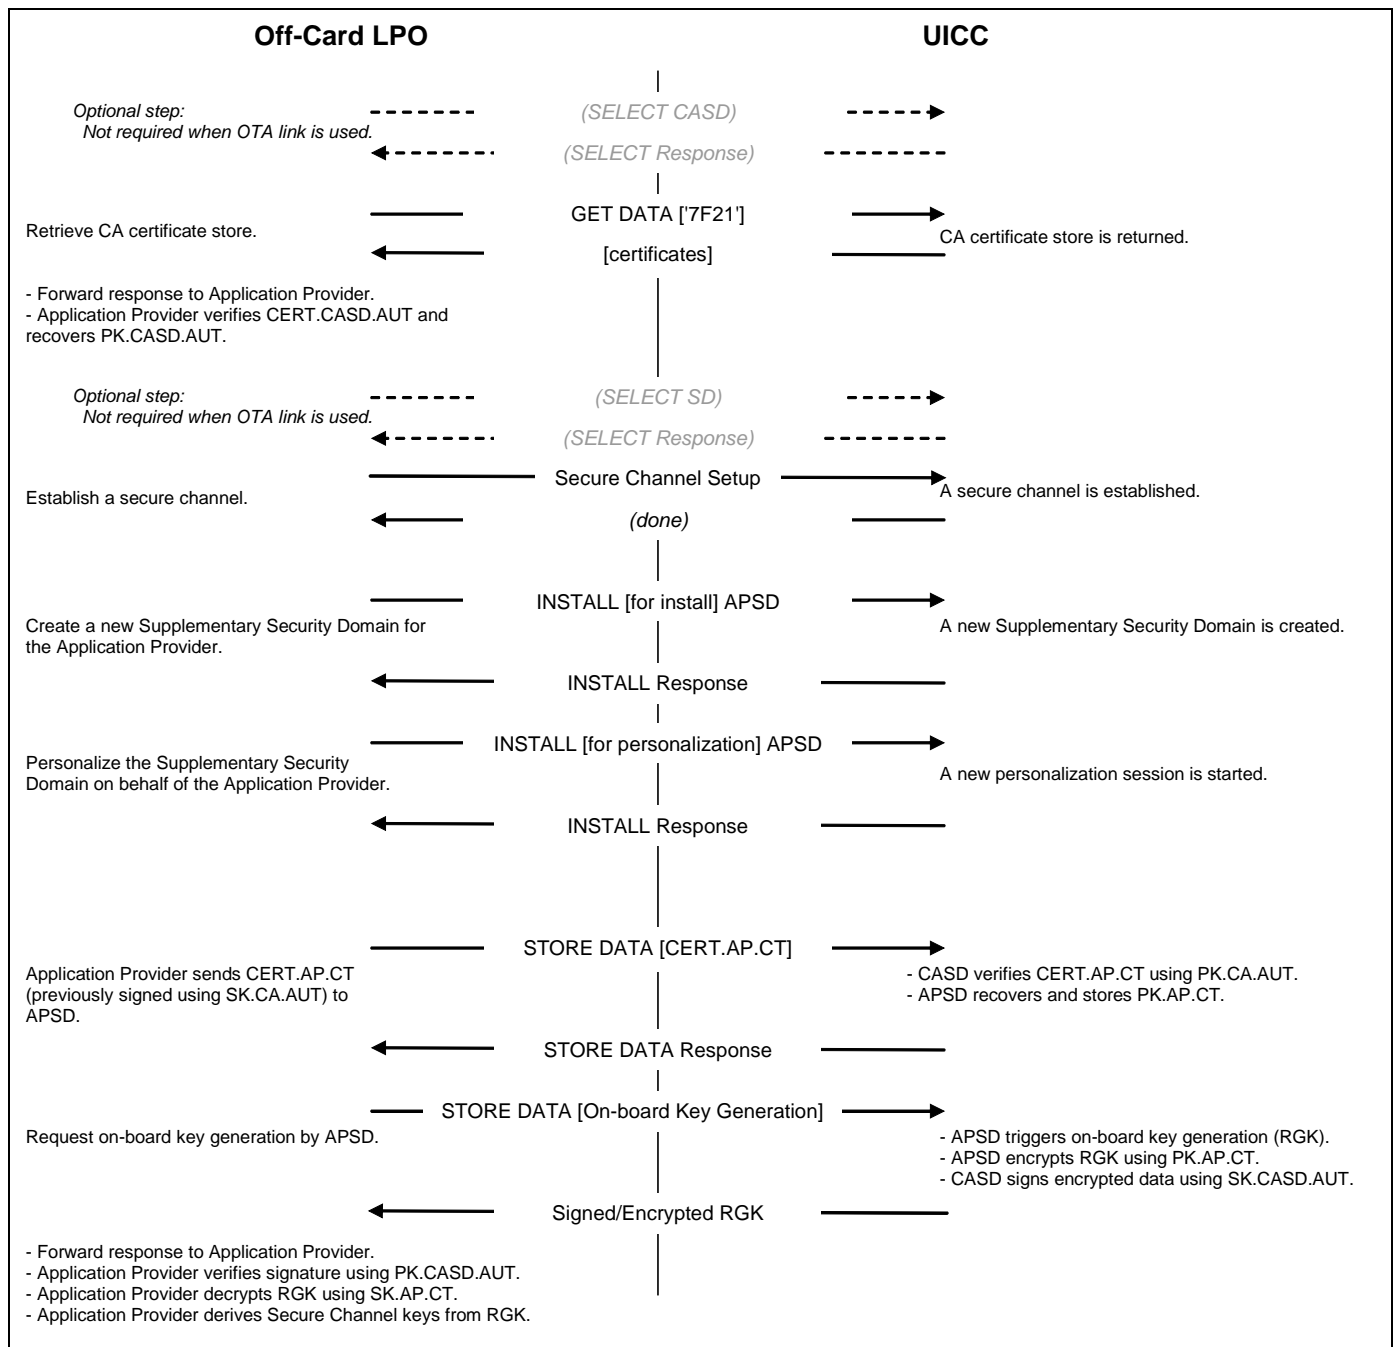 Off-Card LPO
UICC
Optional step:
Not required when OTA link is used.
(SELECT CASD)
(SELECT Response)
GET DATA ['7F21']
Retrieve CA certificate store.
CA certificate store is returned.
[certificates]
- Forward response to Application Provider.
- Application Provider verifies CERT.CASD.AUT and
recovers PK.CASD.AUT.
Optional step:
Not required when OTA link is used.
(SELECT SD)
(SELECT Response)
Secure Channel Setup
Establish a secure channel.
A secure channel is established.
(done)
INSTALL [for install] APSD
Create a new Supplementary Security Domain for
the Application Provider.
A new Supplementary Security Domain is created.
INSTALL Response
INSTALL [for personalization] APSD
Personalize the Supplementary Security
Domain on behalf of the Application Provider.
A new personalization session is started.
INSTALL Response
STORE DATA [CERT.AP.CT]
Application Provider sends CERT.AP.CT
(previously signed using SK.CA.AUT) to
APSD.
- CASD verifies CERT.AP.CT using PK.CA.AUT.
- APSD recovers and stores PK.AP.CT.
STORE DATA Response
STORE DATA [On-board Key Generation]
Request on-board key generation by APSD.
- APSD triggers on-board key generation (RGK).
- APSD encrypts RGK using PK.AP.CT.
- CASD signs encrypted data using SK.CASD.AUT.
Signed/Encrypted RGK
- Forward response to Application Provider.
- Application Provider verifies signature using PK.CASD.AUT.
- Application Provider decrypts RGK using SK.AP.CT.
- Application Provider derives Secure Channel keys from RGK.